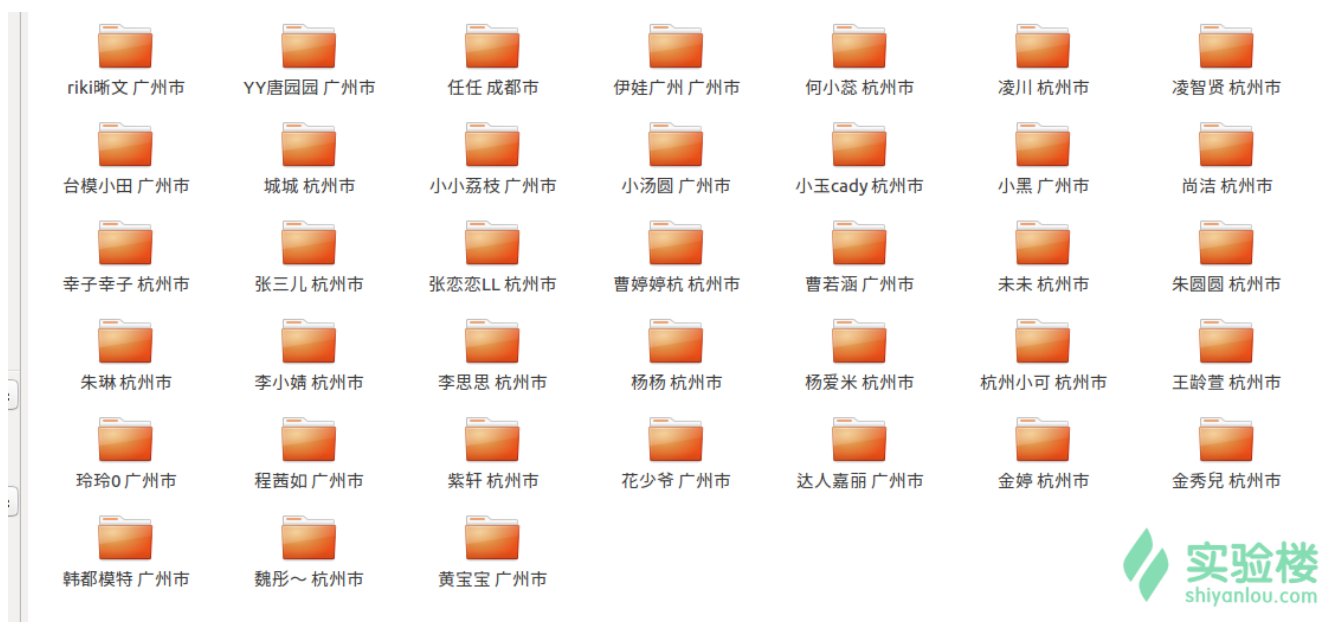 riki晰文 广州市
YY唐园园 广州市
任任 成都市
伊娃广州 广州市
何小蕊 杭州市
凌川 杭州市
凌智贤 杭州市
台模小田 广州市
城城 杭州市
小小荔枝 广州市
小汤圆 广州市
小玉cady 杭州市
小黑 广州市
尚洁 杭州市
幸子幸子 杭州市
张三儿 杭州市
张恋恋LL 杭州市
曹婷婷杭 杭州市
曹若涵 广州市
未未 杭州市
朱圆圆 杭州市
朱琳 杭州市
李小婧 杭州市
李思思 杭州市
杨杨 杭州市
杨爱米 杭州市
杭州小可 杭州市
王龄萱 杭州市
玲玲0 广州市
程茜如 广州市
紫轩 杭州市
花少爷 广州市
达人嘉丽 广州市
金婷 杭州市
金秀兒 杭州市
韩都模特 广州市
魏彤～ 杭州市
黄宝宝 广州市
实验楼
shiyanlou.com